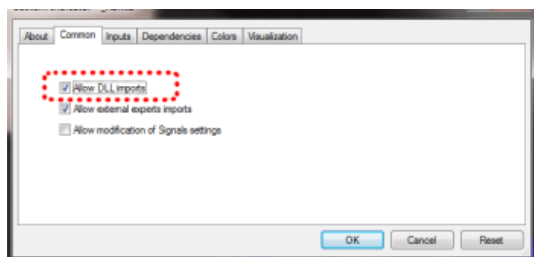 About Common Inputs Dependencies Colors Visualization
Allow DLL imports
Allow external experts imports
Allow modification of Signals settings
OK Cancel Reset